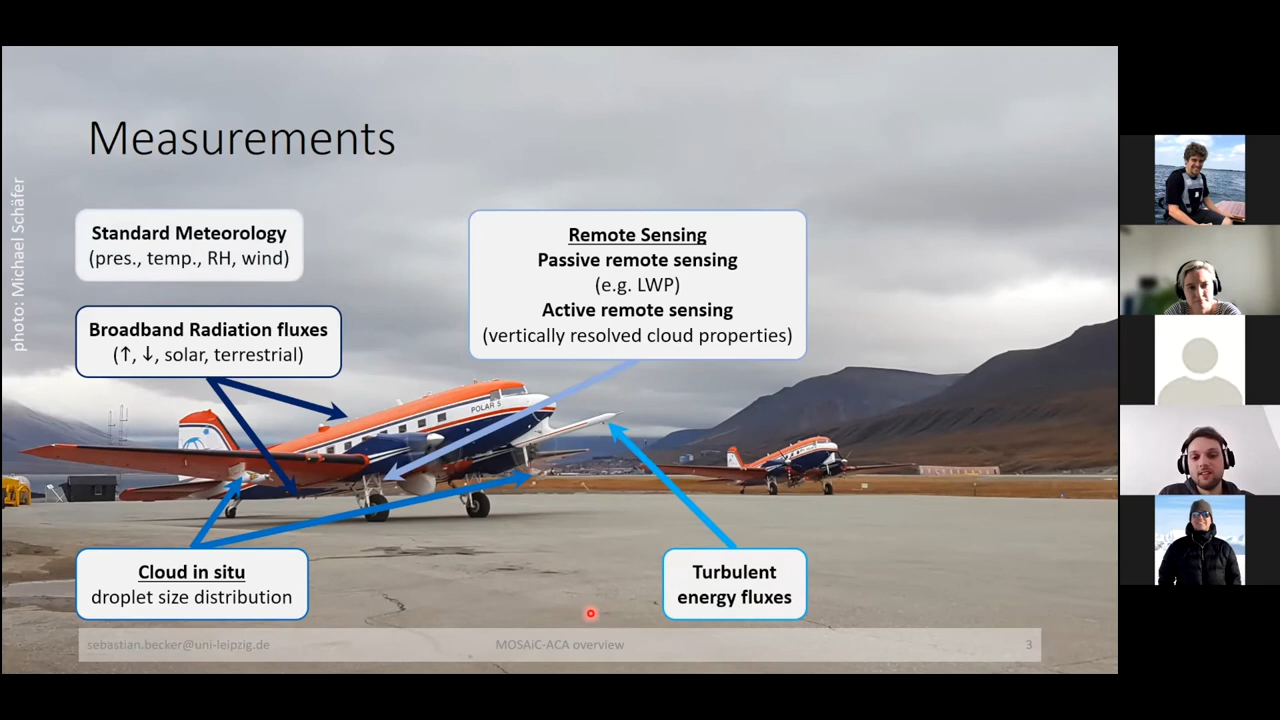 Measurements
photo: Michael Schäfer
Standard Meteorology
(pres., temp., RH, wind)
Broadband Radiation fluxes
(↑, ↓, solar, terrestrial)
Remote Sensing
Passive remote sensing
(e.g. LWP)
Active remote sensing
(vertically resolved cloud properties)
POLAR 5
Cloud in situ
droplet size distribution
Turbulent
energy fluxes
sebastian.becker@uni-leipzig.de
MOSAiC-ACA overview
3